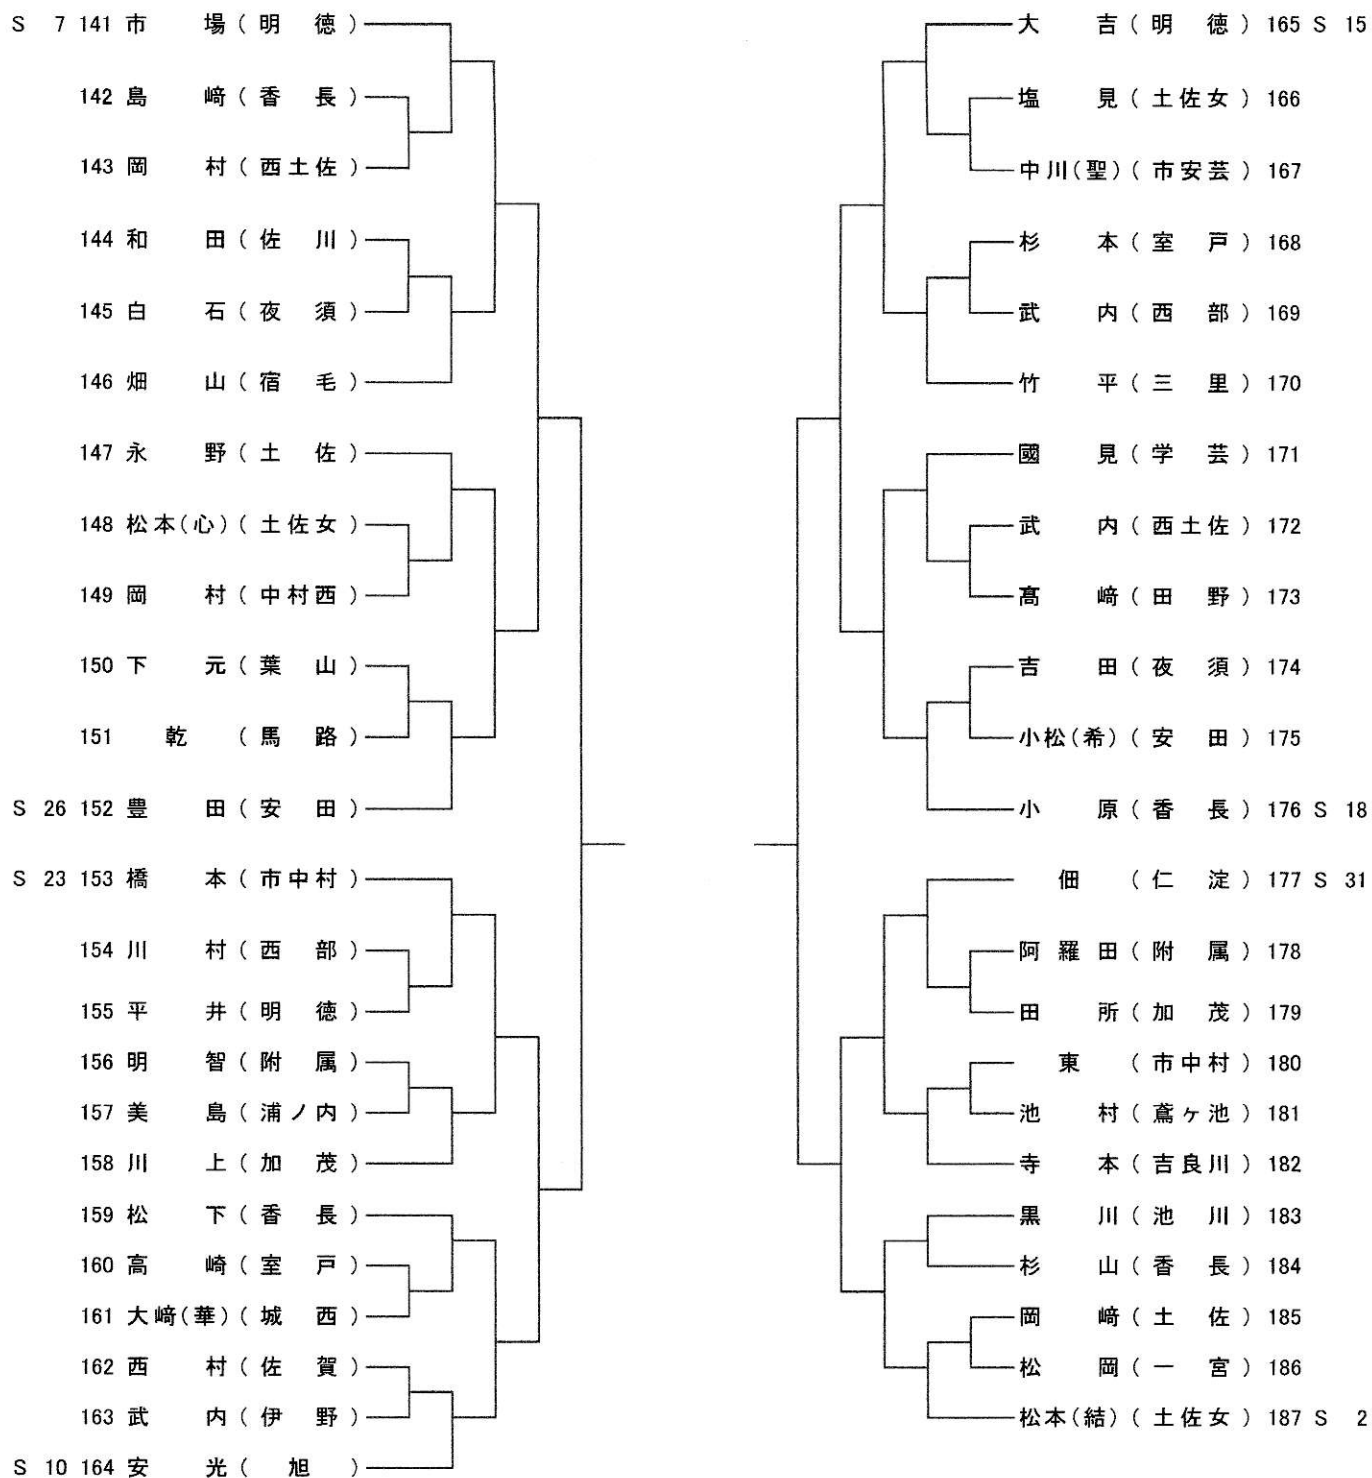 S 7 141 市場(明徳)
142 島﨑(香長)
143 岡村(西土佐)
144 和田(佐川)
145 白石(夜須)
146 畑山(宿毛)
147 永野(土佐)
148 松本(心)(土佐女)
149 岡村(中村西)
150 下元(葉山)
151 乾(馬路)
S 26 152 豊田(安田)
S 23 153 橋本(市中村)
154 川村(西部)
155 平井(明徳)
156 明智(附属)
157 美島(浦ノ内)
158 川上(加茂)
159 松下(香長)
160 高崎(室戸)
161 大﨑(華)(城西)
162 西村(佐賀)
163 武内(伊野)
S 10 164 安光(旭)
大吉(明徳)165 S 15
塩見(土佐女)166
中川(聖)(市安芸)167
杉本(室戸)168
武内(西部)169
竹平(三里)170
國見(学芸)171
武内(西土佐)172
髙﨑(田野)173
吉田(夜須)174
小松(希)(安田)175
小原(香長)176 S 18
佃(仁淀)177 S 31
阿羅田(附属)178
田所(加茂)179
東(市中村)180
池村(鳶ヶ池)181
寺本(吉良川)182
黒川(池川)183
杉山(香長)184
岡﨑(土佐)185
松岡(一宮)186
松本(結)(土佐女)187 S 2